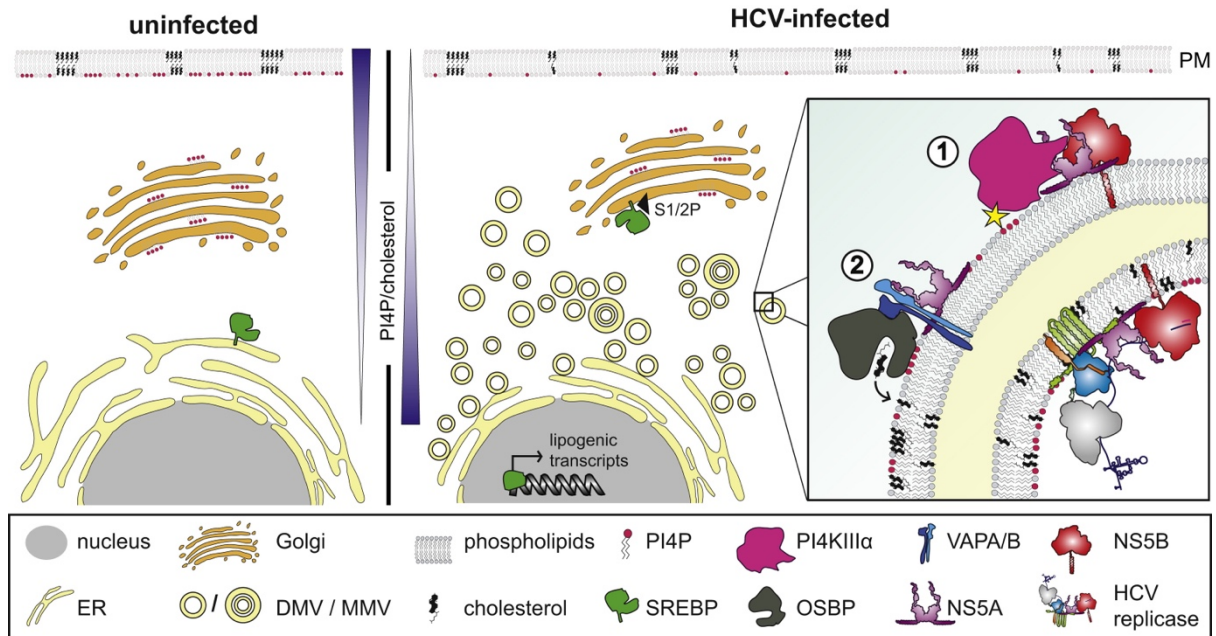 uninfected
HCV-infected
PM
PI4P/cholesterol
S1/2P
lipogenic
transcripts
1
2
nucleus
Golgi
phospholipids
PI4P
PI4KIIIα
VAPA/B
NS5B
ER
DMV / MMV
cholesterol
SREBP
OSBP
NS5A
HCV
replicase